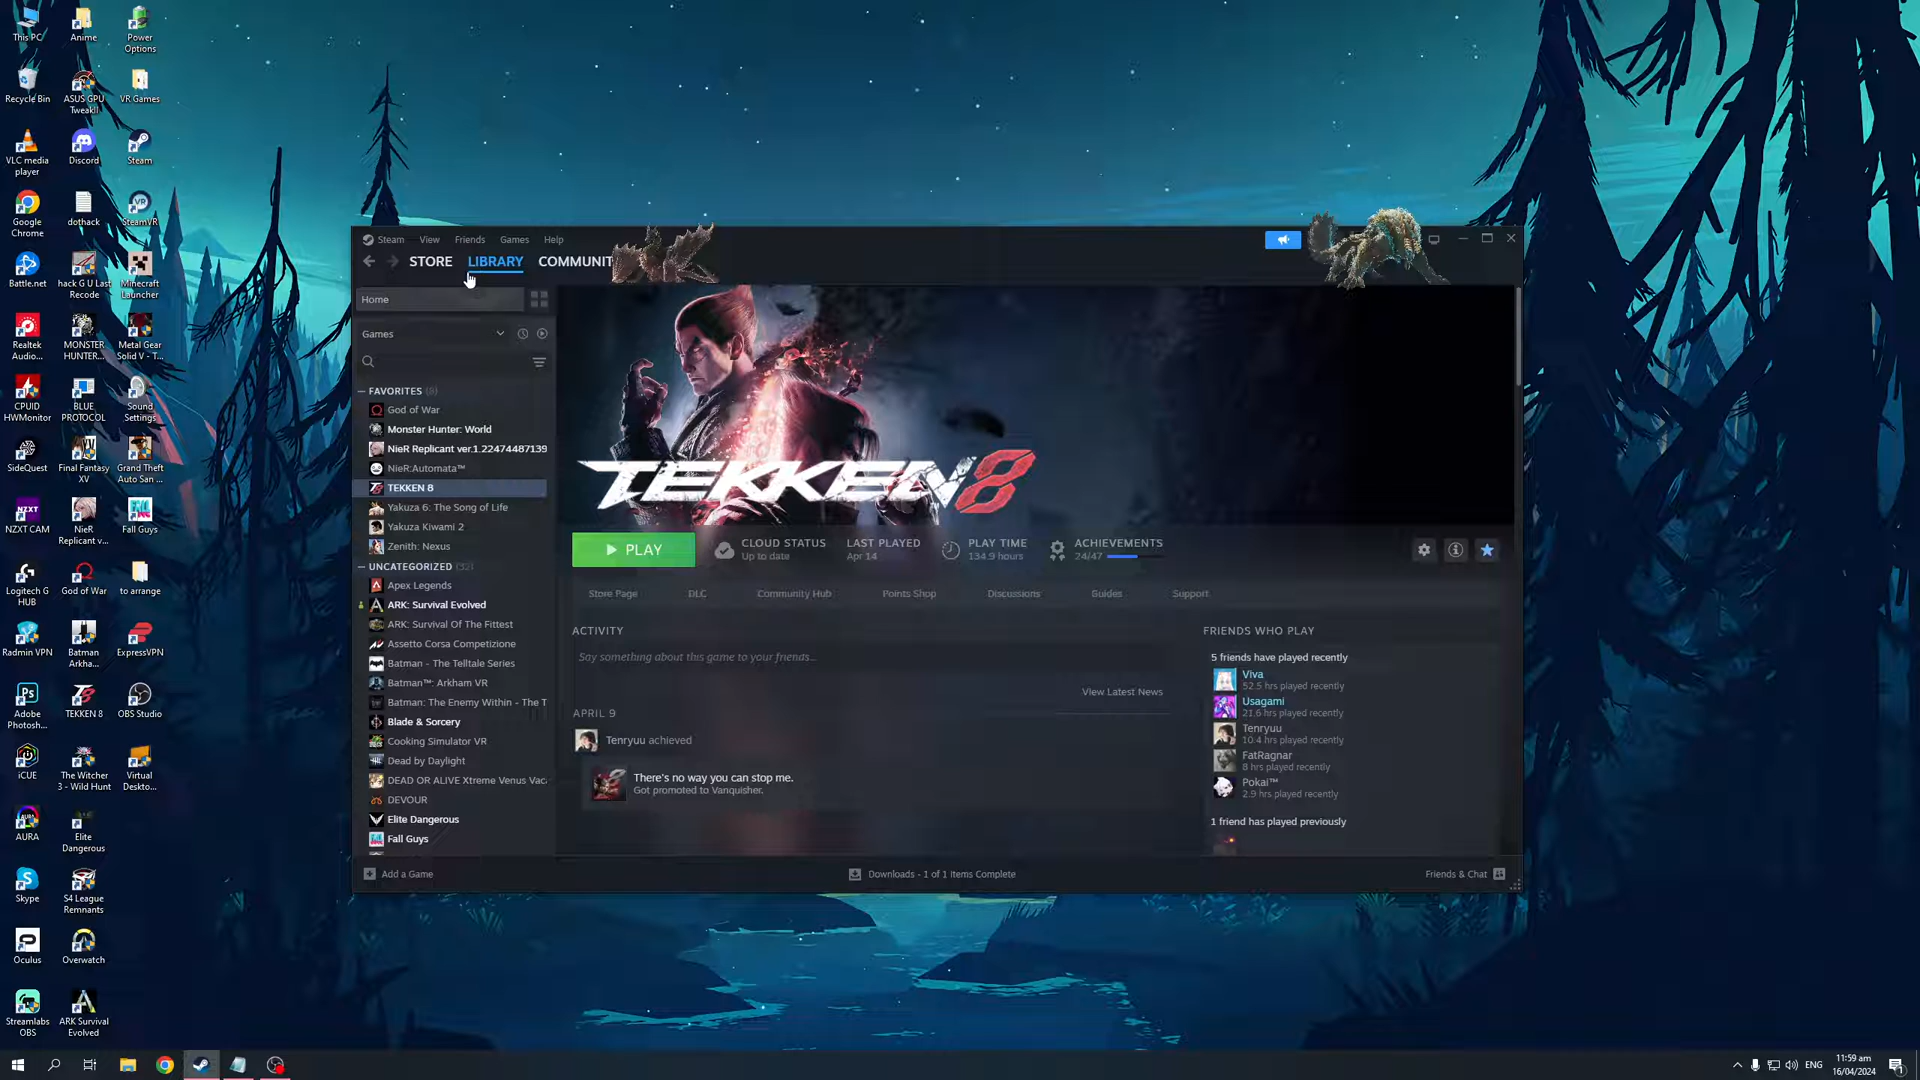 This PC
Anime
Power
Options
Recycle Bin
ASUS GPU
TweakII
VR Games
VLC media
player
Discord
Steam
Google
Chrome
dothack
SteamVR
Battle.net
hack G U Last
Recode
Minecraft
Launcher
Realtek
Audio...
MONSTER
HUNTER...
Metal Gear
Solid V - T...
CPUID
HWMonitor
BLUE
PROTOCOL
Sound
Settings
SideQuest
Final Fantasy
XV
Grand Theft
Auto San ...
NZXT CAM
NieR
Replicant v...
Fall Guys
Logitech G
HUB
God of War
to arrange
Radmin VPN
Batman
Arkha...
ExpressVPN
Adobe
Photosh...
TEKKEN 8
OBS Studio
iCUE
The Witcher
3 - Wild Hunt
Virtual
Deskto...
AURA
Elite
Dangerous
Skype
S4 League
Remnants
Oculus
Overwatch
Streamlabs
OBS
ARK Survival
Evolved
Steam View Friends Games Help
STORE LIBRARY COMMUNIT
Home
Games
FAVORITES (8)
God of War
Monster Hunter: World
NieR Replicant ver.1.22474487139
NieR:Automata™
TEKKEN 8
Yakuza 6: The Song of Life
Yakuza Kiwami 2
Zenith: Nexus
UNCATEGORIZED (32)
Apex Legends
ARK: Survival Evolved
ARK: Survival Of The Fittest
Assetto Corsa Competizione
Batman - The Telltale Series
Batman™: Arkham VR
Batman: The Enemy Within - The T
Blade & Sorcery
Cooking Simulator VR
Dead by Daylight
DEAD OR ALIVE Xtreme Venus Vaca
DEVOUR
Elite Dangerous
Fall Guys
Add a Game
TEKKEN 8
PLAY
CLOUD STATUS
Up to date
LAST PLAYED
Apr 14
PLAY TIME
134.9 hours
ACHIEVEMENTS
24/47
Store Page DLC Community Hub Points Shop Discussions Guides Support
ACTIVITY
Say something about this game to your friends...
View Latest News
APRIL 9
Tenryuu achieved
There's no way you can stop me.
Got promoted to Vanquisher.
FRIENDS WHO PLAY
5 friends have played recently
Viva
52.5 hrs played recently
Usagami
21.6 hrs played recently
Tenryuu
10.4 hrs played recently
FatRagnar
8 hrs played recently
Pokai™
2.9 hrs played recently
1 friend has played previously
Downloads - 1 of 1 Items Complete
Friends & Chat
ENG
11:59 am
16/04/2024